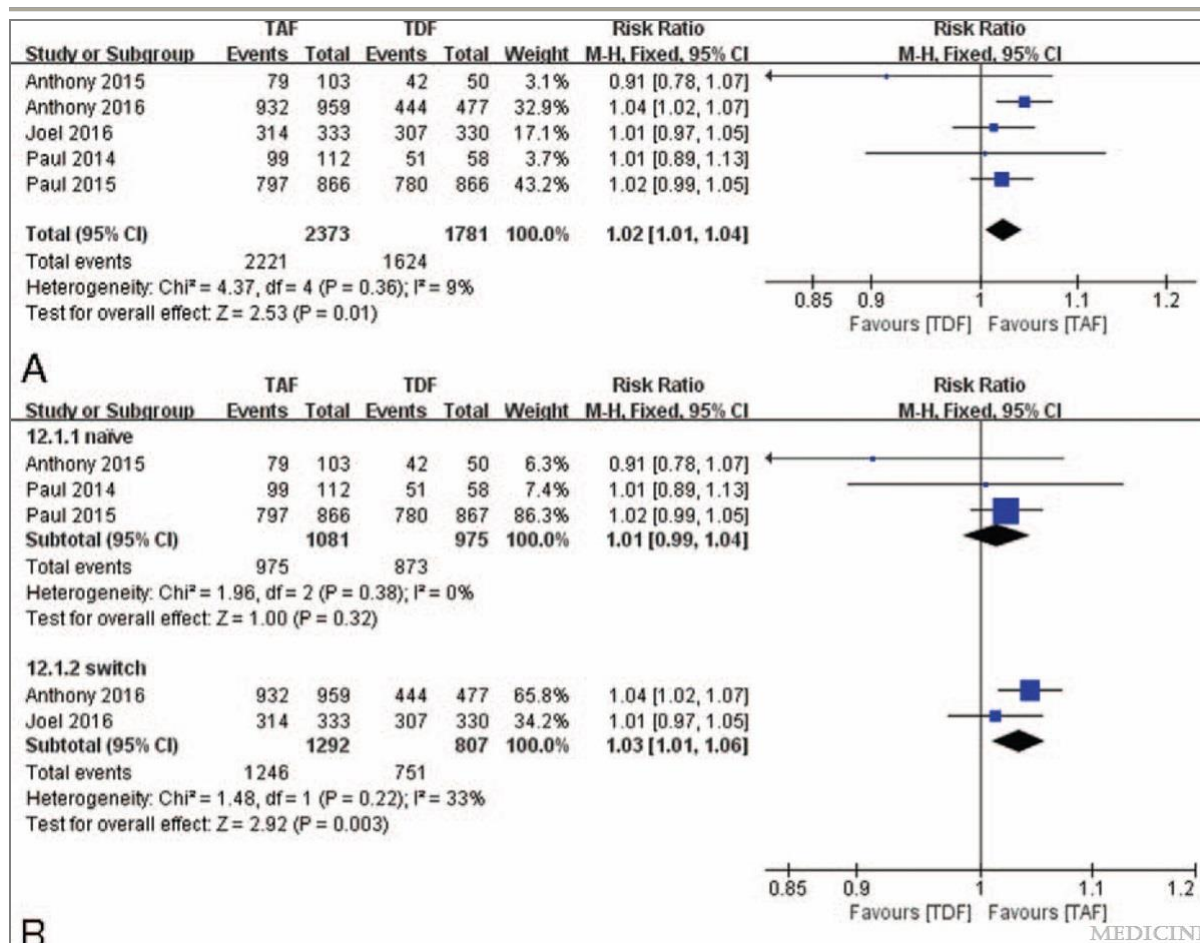 TAF TDF Risk Ratio Risk Ratio
Study or Subgroup Events Total Events Total Weight M-H, Fixed, 95% CI M-H, Fixed, 95% CI
Anthony 2015 79 103 42 50 3.1% 0.91 [0.78, 1.07]
Anthony 2016 932 959 444 477 32.9% 1.04 [1.02, 1.07]
Joel 2016 314 333 307 330 17.1% 1.01 [0.97, 1.05]
Paul 2014 99 112 51 58 3.7% 1.01 [0.89, 1.13]
Paul 2015 797 866 780 866 43.2% 1.02 [0.99, 1.05]
Total (95% CI) 2373 1781 100.0% 1.02 [1.01, 1.04]
Total events 2221 1624
Heterogeneity: Chi² = 4.37, df = 4 (P = 0.36); I² = 9%
Test for overall effect: Z = 2.53 (P = 0.01)
0.85 0.9 1 1.1 1.2
Favours [TDF] Favours [TAF]
A
TAF TDF Risk Ratio Risk Ratio
Study or Subgroup Events Total Events Total Weight M-H, Fixed, 95% CI M-H, Fixed, 95% CI
12.1.1 naïve
Anthony 2015 79 103 42 50 6.3% 0.91 [0.78, 1.07]
Paul 2014 99 112 51 58 7.4% 1.01 [0.89, 1.13]
Paul 2015 797 866 780 867 86.3% 1.02 [0.99, 1.05]
Subtotal (95% CI) 1081 975 100.0% 1.01 [0.99, 1.04]
Total events 975 873
Heterogeneity: Chi² = 1.96, df = 2 (P = 0.38); I² = 0%
Test for overall effect: Z = 1.00 (P = 0.32)
12.1.2 switch
Anthony 2016 932 959 444 477 65.8% 1.04 [1.02, 1.07]
Joel 2016 314 333 307 330 34.2% 1.01 [0.97, 1.05]
Subtotal (95% CI) 1292 807 100.0% 1.03 [1.01, 1.06]
Total events 1246 751
Heterogeneity: Chi² = 1.48, df = 1 (P = 0.22); I² = 33%
Test for overall effect: Z = 2.92 (P = 0.003)
0.85 0.9 1 1.1 1.2
Favours [TDF] Favours [TAF]
B
MEDICINE